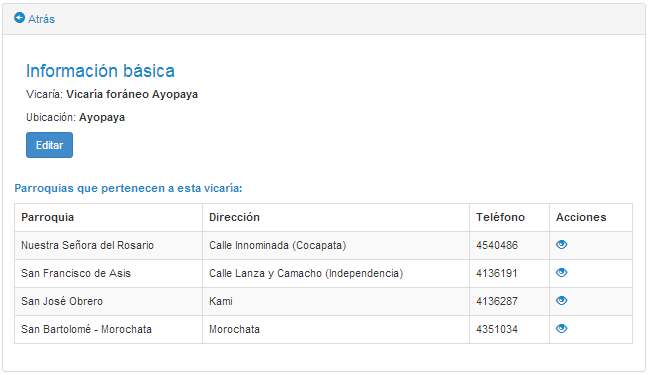 Atrás
Información básica
Vicaría: Vicaría foráneo Ayopaya
Ubicación: Ayopaya
Editar
Parroquias que pertenecen a esta vicaría:
Parroquia Dirección Teléfono Acciones
Nuestra Señora del Rosario Calle Innominada (Cocapata) 4540486
San Francisco de Asis Calle Lanza y Camacho (Independencia) 4136191
San José Obrero Kami 4136287
San Bartolomé - Morochata Morochata 4351034